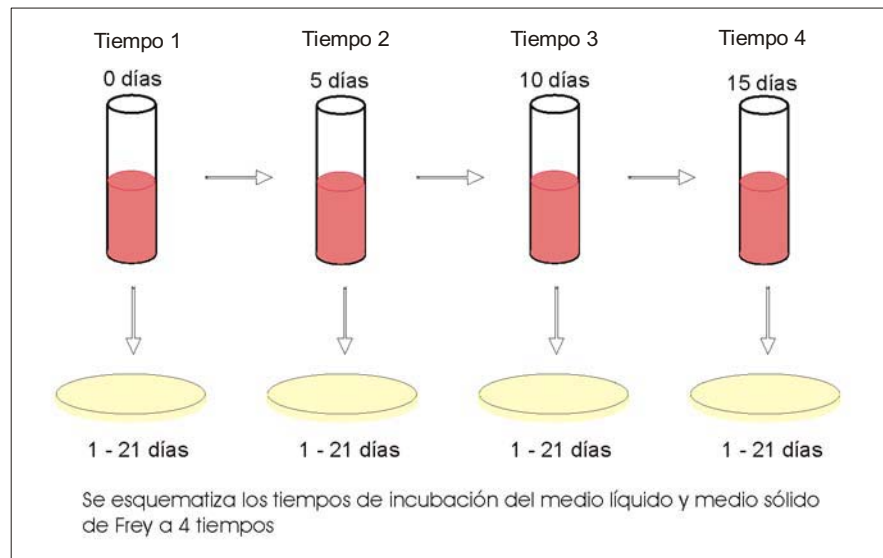 Tiempo 1 Tiempo 2 Tiempo 3 Tiempo 4
0 días 5 días 10 días 15 días
1 - 21 días 1 - 21 días 1 - 21 días 1 - 21 días
Se esquematiza los tiempos de incubación del medio líquido y medio sólido
de Frey a 4 tiempos